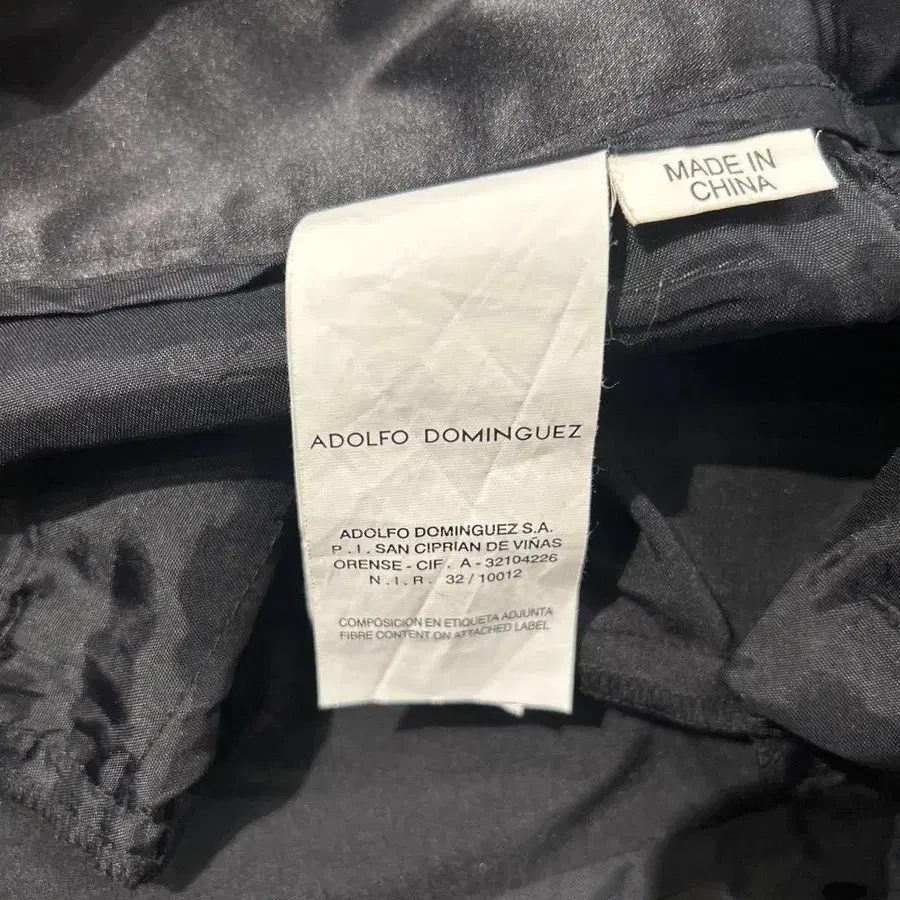 MADE IN
CHINA
ADOLFO DOMINGUEZ
ADOLFO DOMINGUEZ S.A.
P.I. SAN CIPRIAN DE VIÑAS
ORENSE - CIF. A - 32104226
N.I.R. 32/10012
COMPOSICION EN ETIQUETA ADJUNTA
FIBRE CONTENT ON ATTACHED LABEL